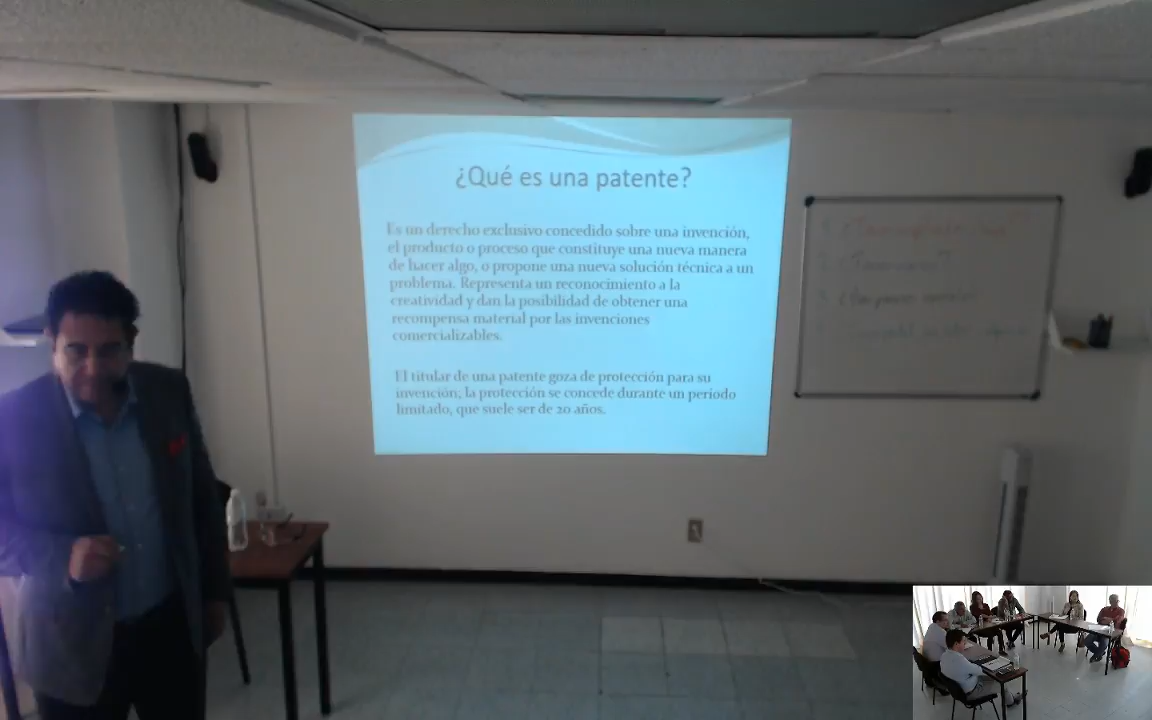 ¿Qué es una patente?
Es un derecho exclusivo concedido sobre una invención,
el producto o proceso que constituye una nueva manera
de hacer algo, o propone una nueva solución técnica a un
problema. Representa un reconocimiento a la
creatividad y dan la posibilidad de obtener una
recompensa material por las invenciones
comercializables.
El titular de una patente goza de protección para su
invención; la protección se concede durante un periodo
limitado, que suele ser de 20 años.